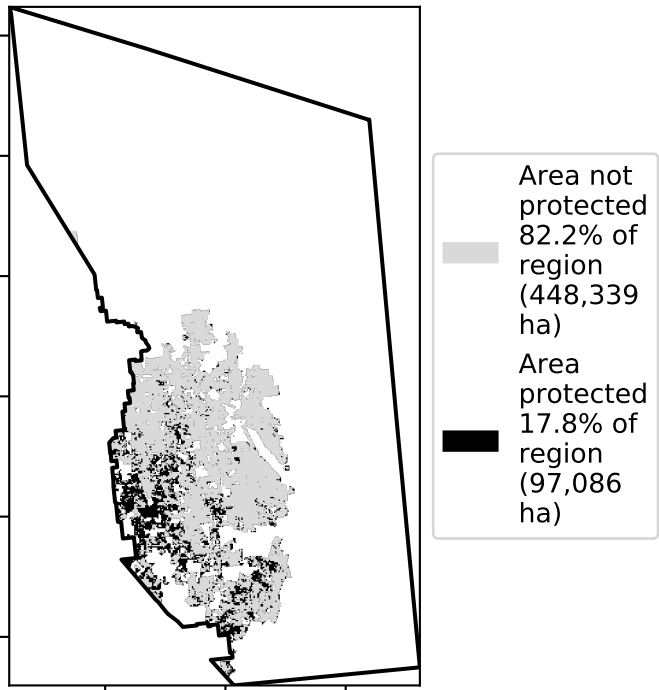 Area not
protected
82.2% of
region
(448,339
ha)
Area
protected
17.8% of
region
(97,086
ha)